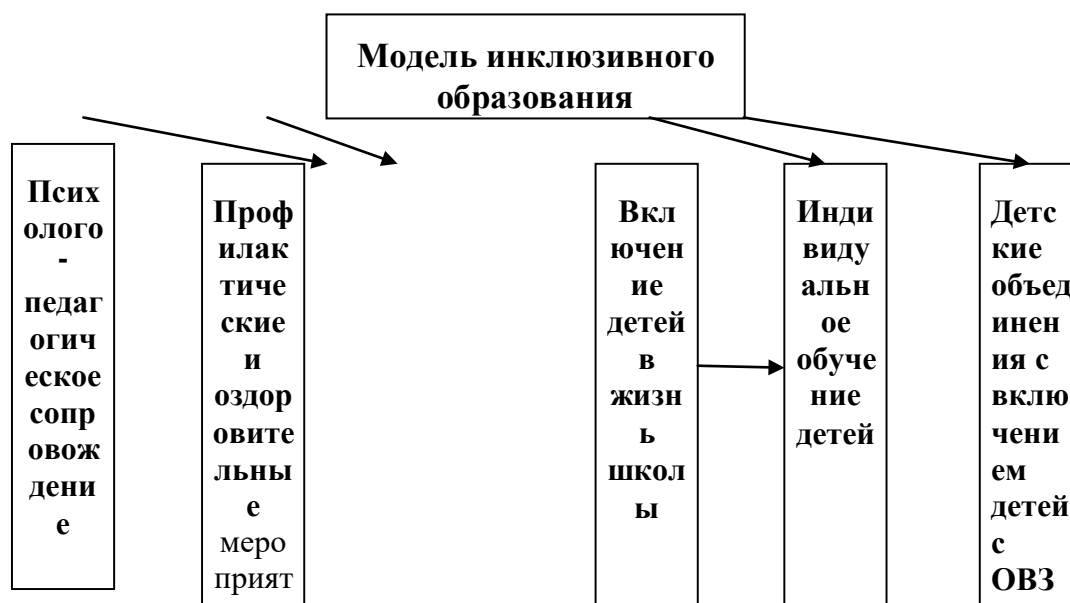 Модель инклюзивного
образования
Псих
олого
-
педаг
огич
еское
сопр
овож
дени
е
Проф
илак
тиче
ские
и
оздор
овите
льны
е
меро
прият
Вкл
ючен
ие
детей
в
жизн
ь
школ
ы
Инди
виду
альн
ое
обуче
ние
детей
Детс
кие
объед
инен
ия с
вклю
чени
ем
детей
с
ОВЗ